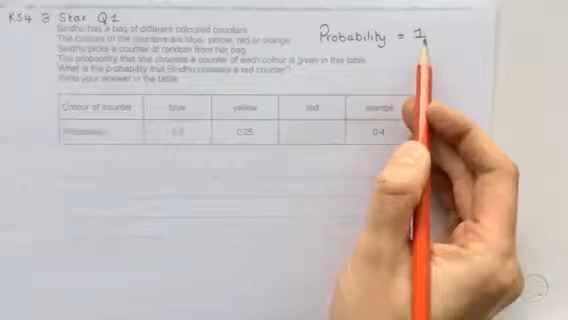 KS4 3 Star Q1
Probability = 1
Sindhu has a bag of different coloured counters.
The colours of the counters are blue, yellow, red or orange.
Sindhu picks a counter at random from her bag.
The probability that she chooses a counter of each colour is given in this table.
What is the probability that Sindhu chooses a red counter?
Write your answer in the table.
Colour of counter blue yellow red orange
Probability 0.25 0.4